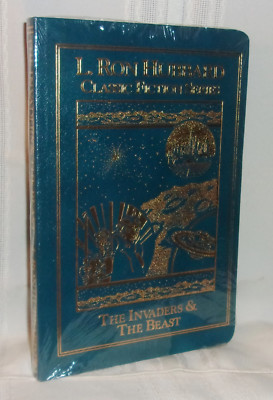 L. RON HUBBARD
CLASSIC FICTION SERIES
THE INVADERS &
THE BEAST